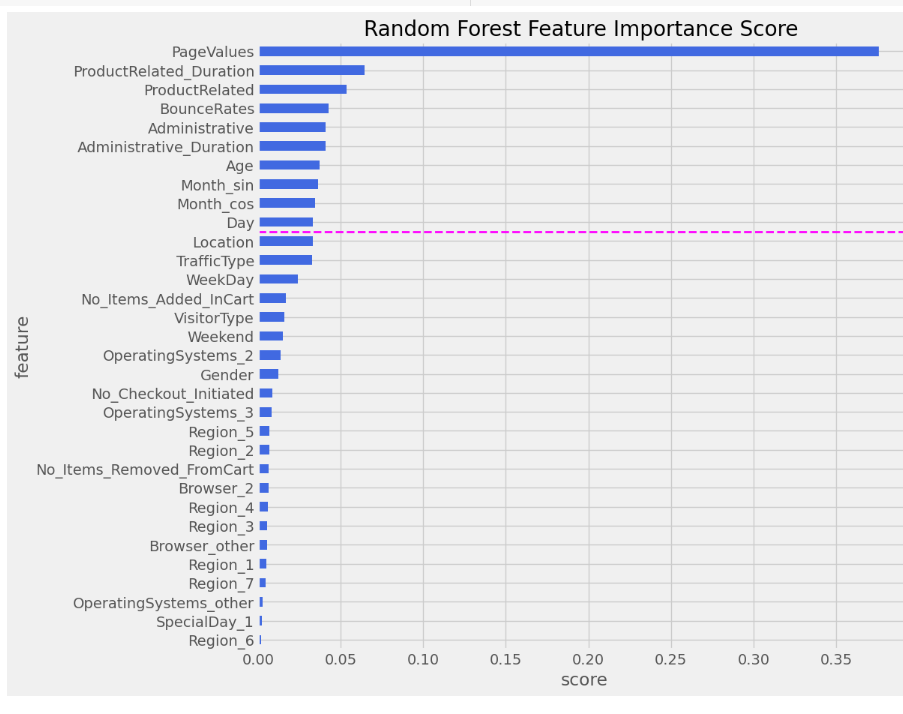 Random Forest Feature Importance Score
PageValues
ProductRelated_Duration
ProductRelated
BounceRates
Administrative
Administrative_Duration
Age
Month_sin
Month_cos
Day
Location
TrafficType
WeekDay
No_Items_Added_InCart
VisitorType
Weekend
OperatingSystems_2
Gender
No_Checkout_Initiated
OperatingSystems_3
Region_5
Region_2
No_Items_Removed_FromCart
Browser_2
Region_4
Region_3
Browser_other
Region_1
Region_7
OperatingSystems_other
SpecialDay_1
Region_6
feature
0.00 0.05 0.10 0.15 0.20 0.25 0.30 0.35
score